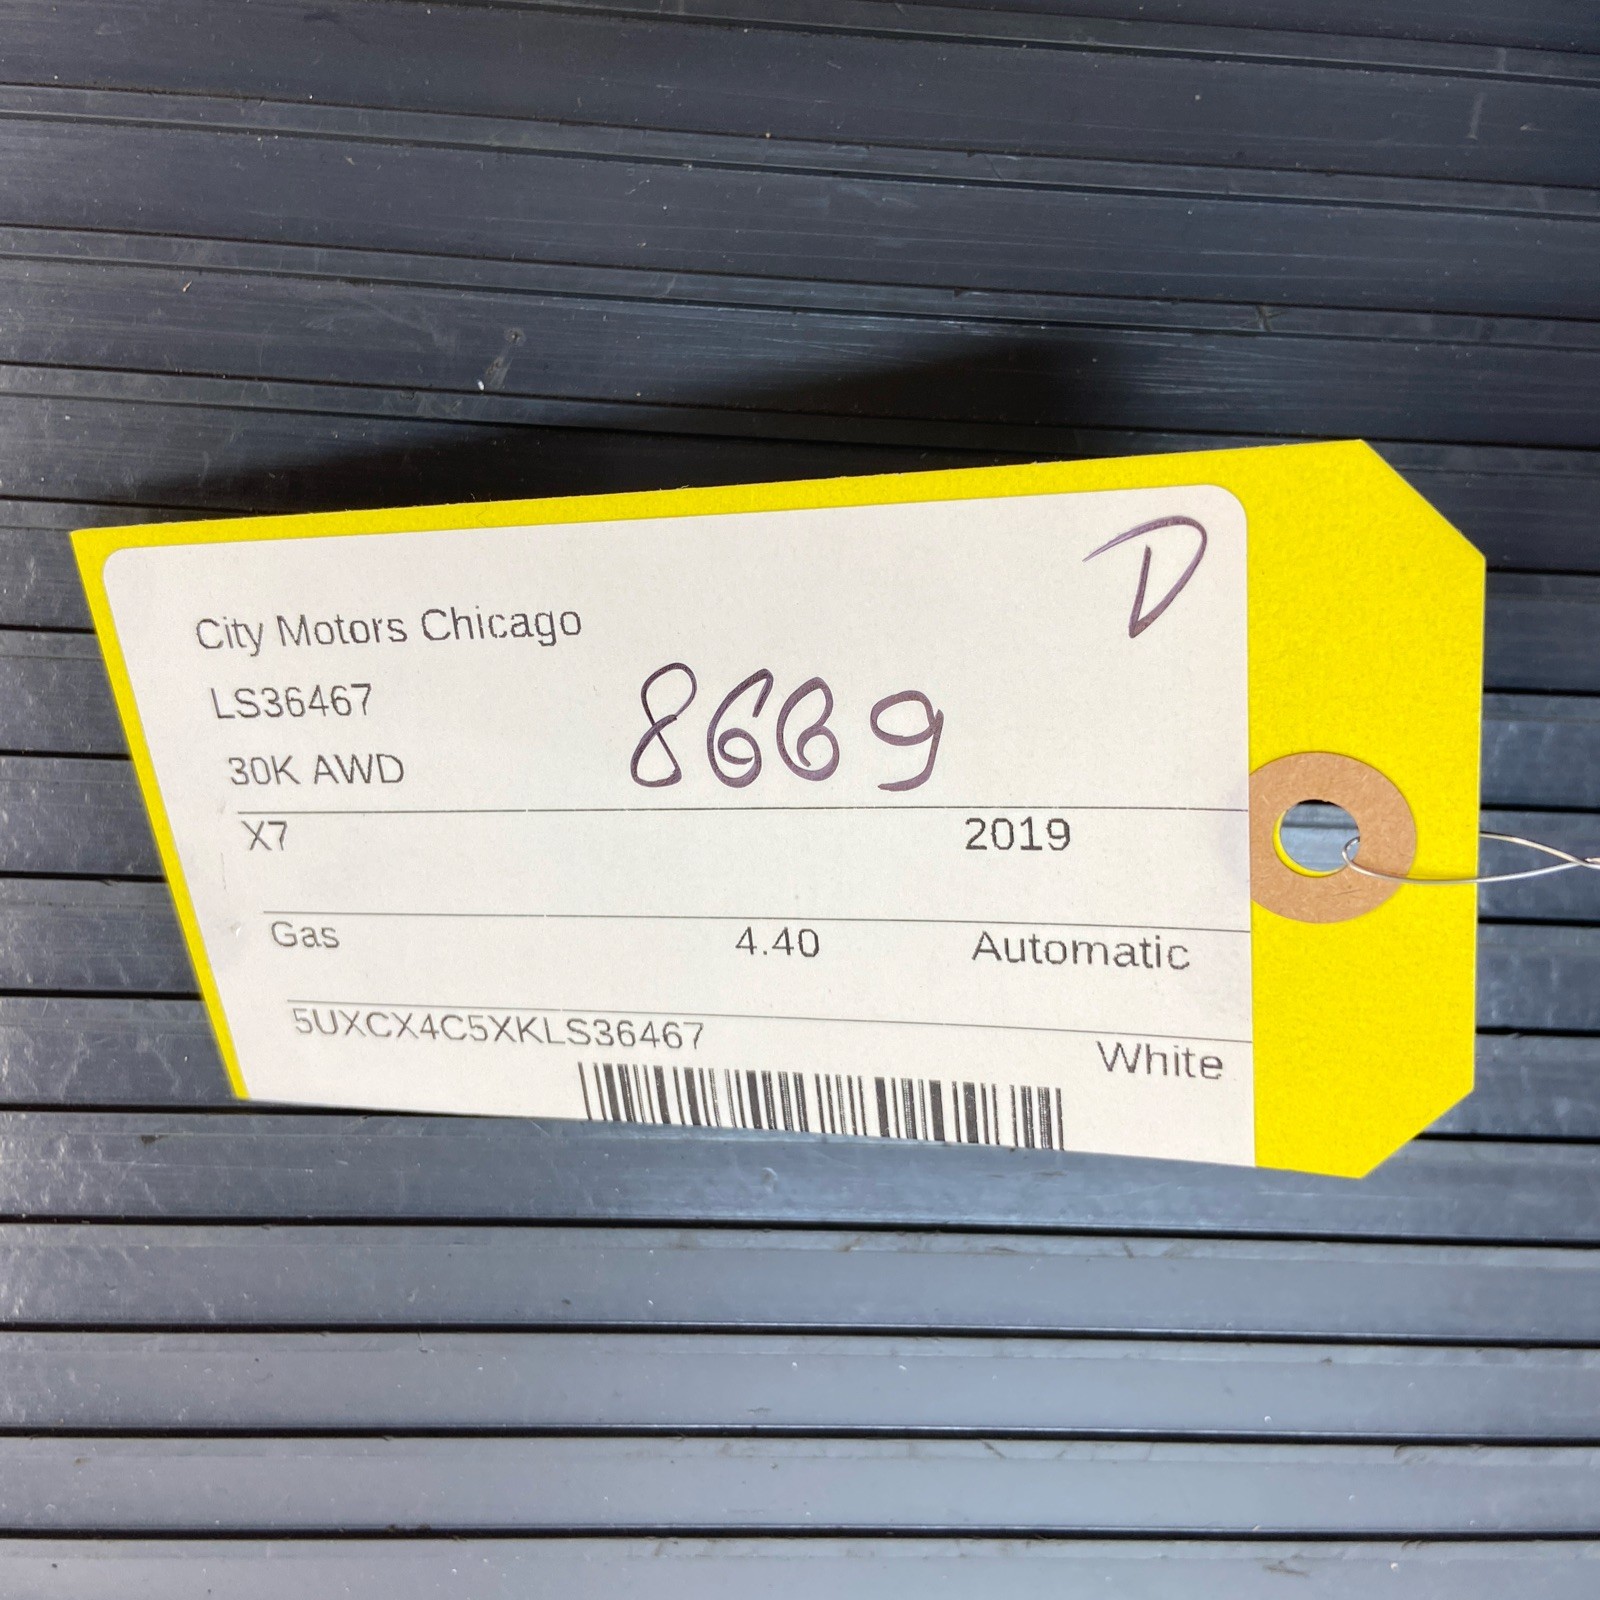 D
City Motors Chicago
LS36467
8669
30K AWD
X7 2019
Gas 4.40 Automatic
5UXCX4C5XKLS36467
White